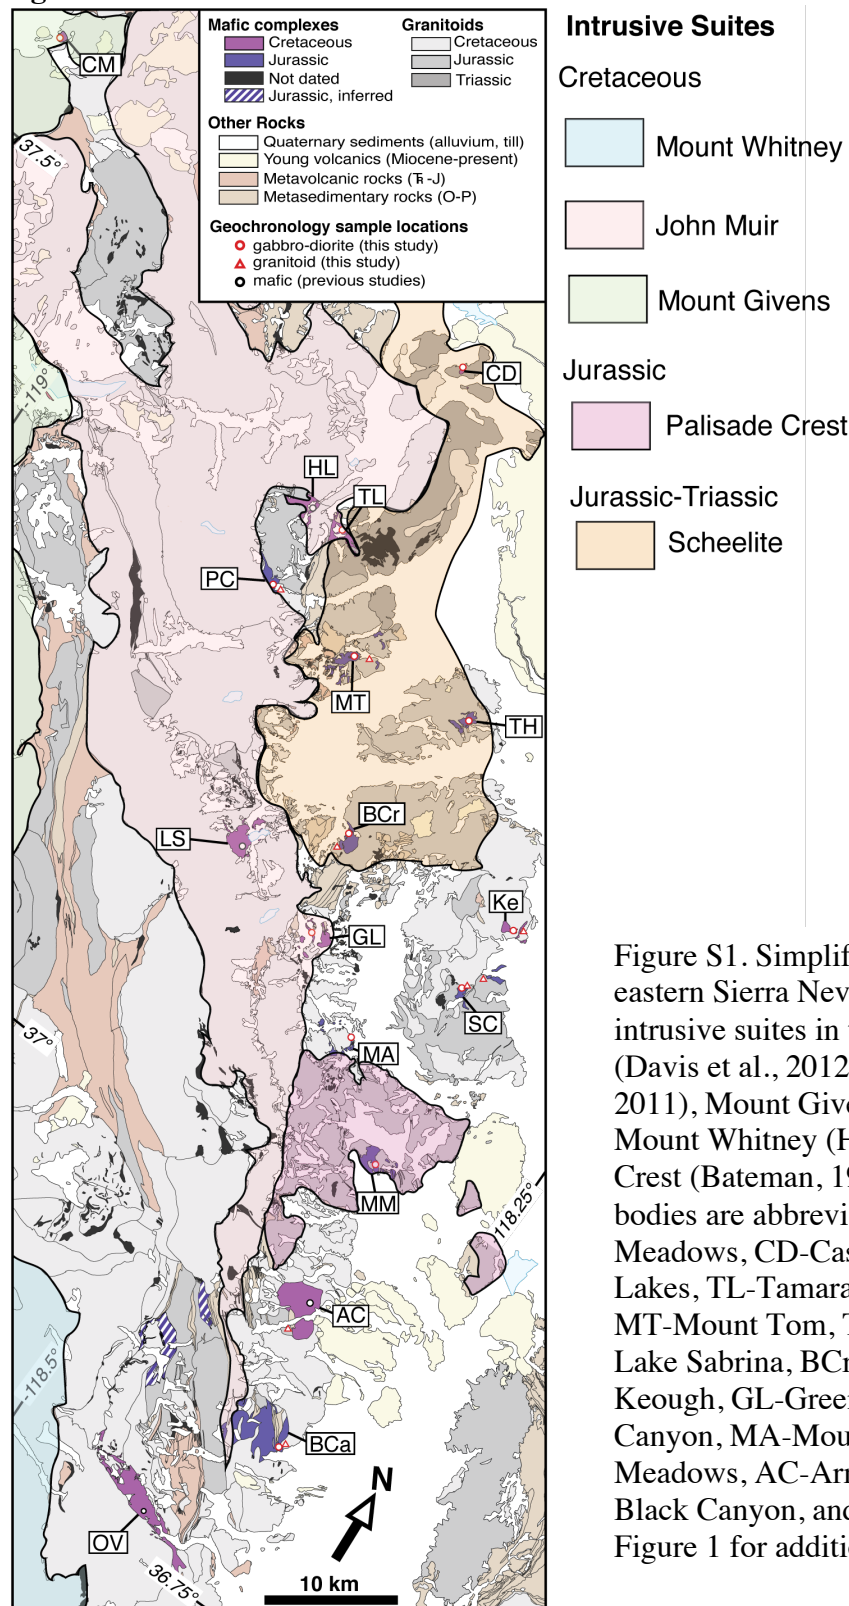 Mafic complexes
Cretaceous
Jurassic
Not dated
Jurassic, inferred
Granitoids
Cretaceous
Jurassic
Triassic
Other Rocks
Quaternary sediments (alluvium, till)
Young volcanics (Miocene-present)
Metavolcanic rocks (Ŧ-J)
Metasedimentary rocks (O-P)
Geochronology sample locations
gabbro-diorite (this study)
granitoid (this study)
mafic (previous studies)
Intrusive Suites
Cretaceous
Mount Whitney
John Muir
Mount Givens
Jurassic
Palisade Crest
Jurassic-Triassic
Scheelite
CM
37.5°
-119°
CD
HL
TL
PC
MT
TH
BCr
LS
Ke
GL
SC
37°
MA
MM
118.25°
AC
-118.5°
BCa
OV
36.75°
N
10 km
Figure S1. Simplif
eastern Sierra Nev
intrusive suites in
(Davis et al., 2012
2011), Mount Giv
Mount Whitney (H
Crest (Bateman, 19
bodies are abbrevi
Meadows, CD-Cas
Lakes, TL-Tamara
MT-Mount Tom, T
Lake Sabrina, BCr
Keough, GL-Green
Canyon, MA-Mou
Meadows, AC-Arr
Black Canyon, and
Figure 1 for additi